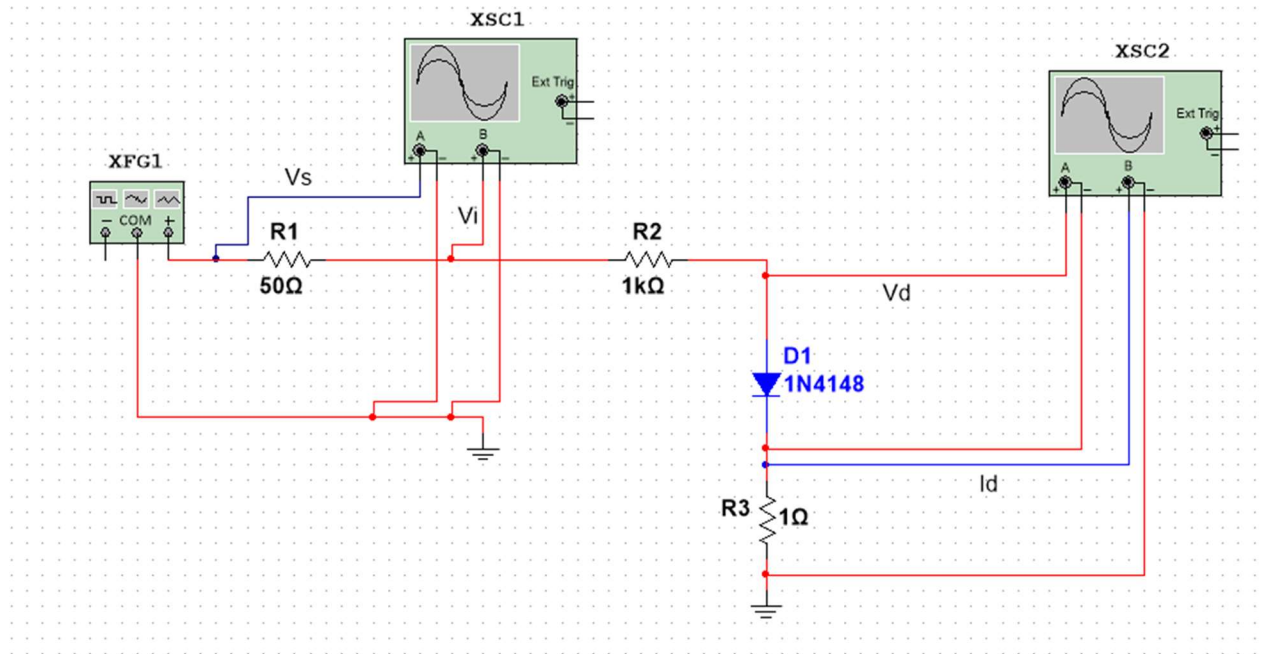 XSC1
Ext Trig
+
−
A
B
+ − + −
XSC2
Ext Trig
+
−
A
B
+ − + −
XFG1
− COM +
Vs
Vi
R1
50Ω
R2
1kΩ
Vd
D1
1N4148
Id
R3
1Ω